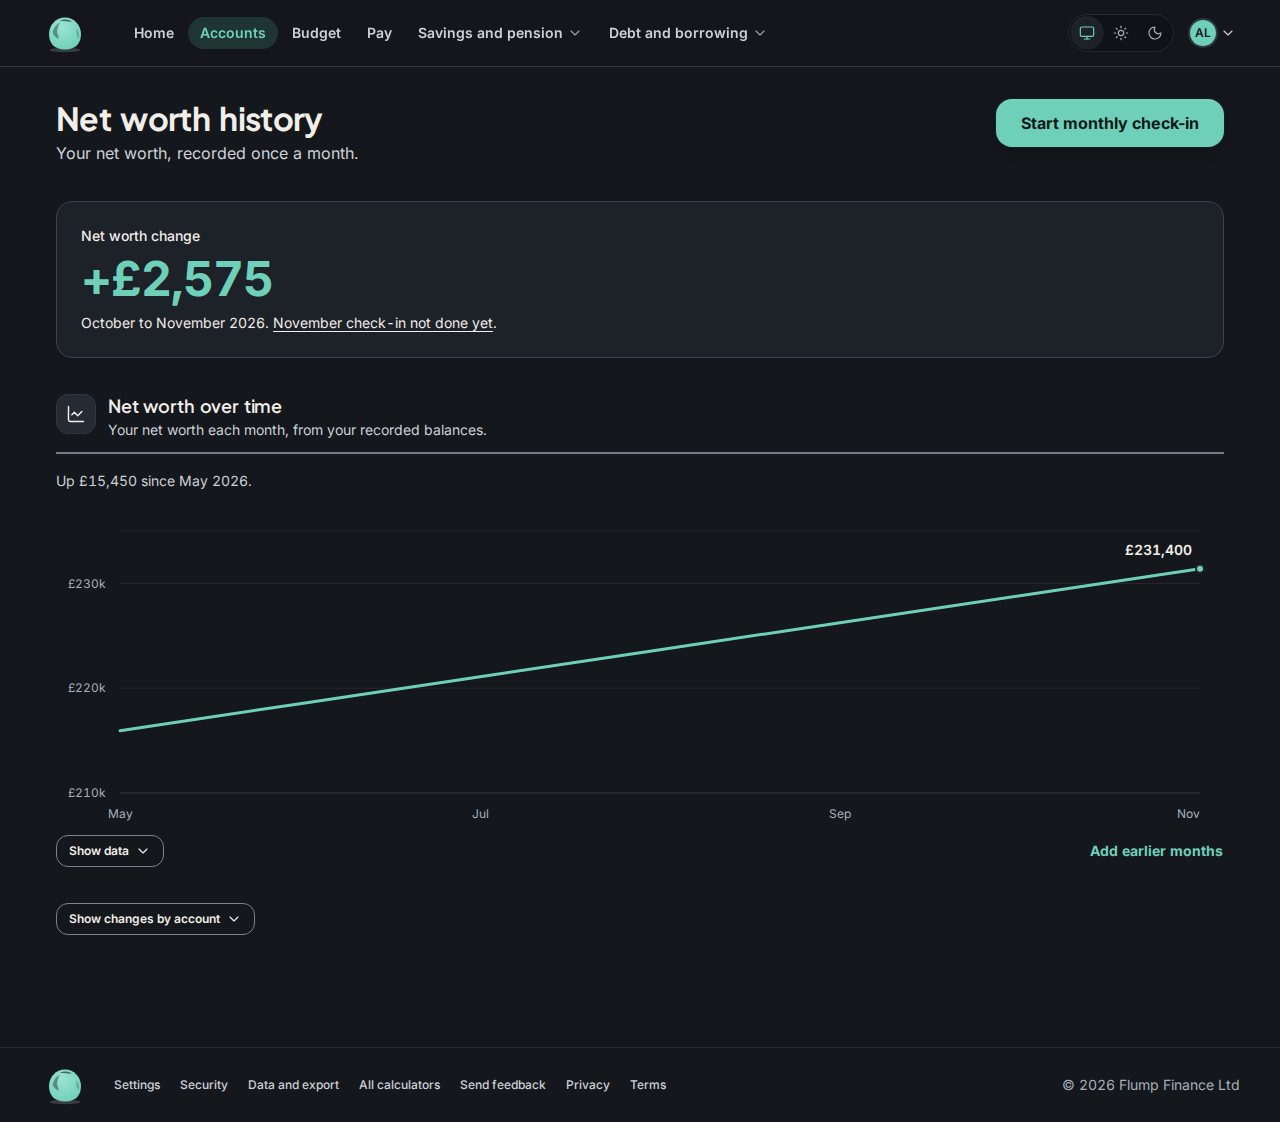 Home
Accounts
Budget
Pay
Savings and pension
Debt and borrowing
AL
Net worth history
Your net worth, recorded once a month.
Start monthly check-in
Net worth change
+£2,575
October to November 2026. November check-in not done yet.
Net worth over time
Your net worth each month, from your recorded balances.
Up £15,450 since May 2026.
£231,400
£230k
£220k
£210k
May
Jul
Sep
Nov
Show data
Add earlier months
Show changes by account
Settings
Security
Data and export
All calculators
Send feedback
Privacy
Terms
© 2026 Flump Finance Ltd